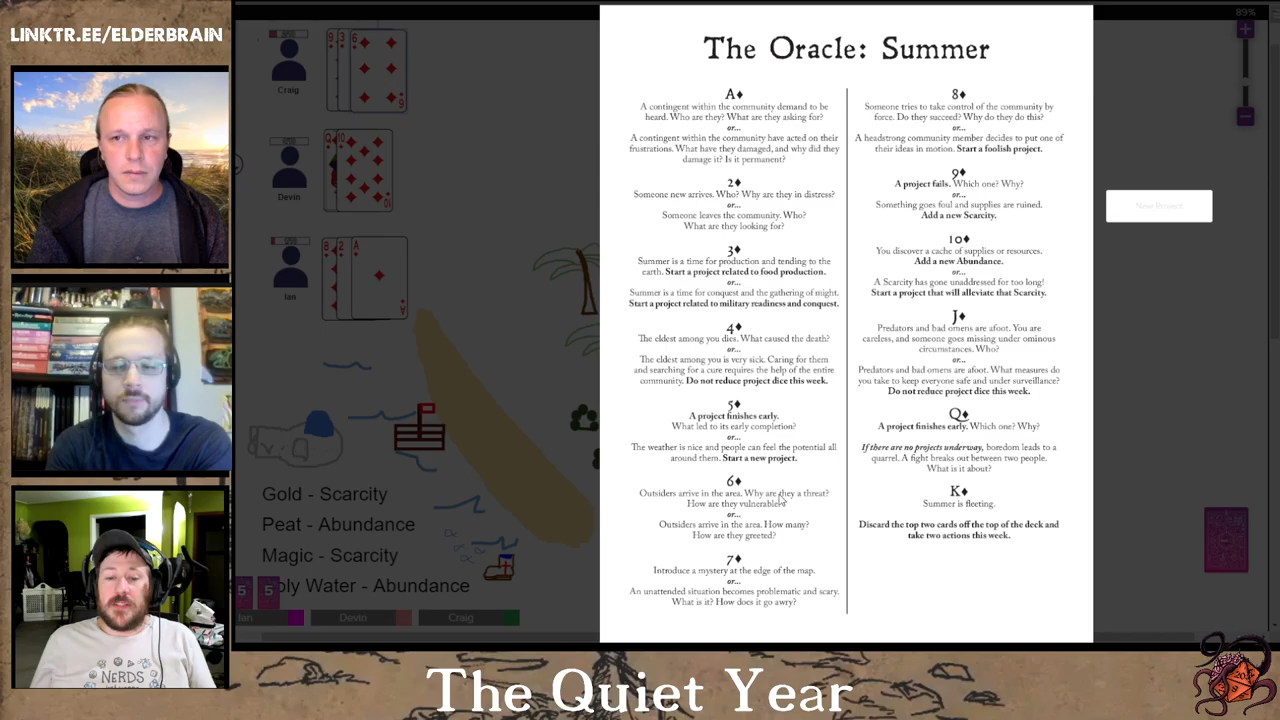 LINKTR.EE/ELDERBRAIN
Craig
Devin
Ian
Gold - Scarcity
Peat - Abundance
Magic - Scarcity
oly Water - Abundance
5 5
Ian
Devin
Craig
The Oracle: Summer
A♦
A contingent within the community demand to be
heard. Who are they? What are they asking for?
or...
A contingent within the community have acted on their
frustrations. What have they damaged, and why did they
damage it? Is it permanent?
2♦
Someone new arrives. Who? Why are they in distress?
or...
Someone leaves the community. Who?
What are they looking for?
3♦
Summer is a time for production and tending to the
earth. Start a project related to food production.
or...
Summer is a time for conquest and the gathering of might.
Start a project related to military readiness and conquest.
4♦
The eldest among you dies. What caused the death?
or...
The eldest among you is very sick. Caring for them
and searching for a cure requires the help of the entire
community. Do not reduce project dice this week.
5♦
A project finishes early.
What led to its early completion?
or...
The weather is nice and people can feel the potential all
around them. Start a new project.
6♦
Outsiders arrive in the area. Why are they a threat?
How are they vulnerable?
or...
Outsiders arrive in the area. How many?
How are they greeted?
7♦
Introduce a mystery at the edge of the map.
or...
An unattended situation becomes problematic and scary.
What is it? How does it go awry?
8♦
Someone tries to take control of the community by
force. Do they succeed? Why do they do this?
or...
A headstrong community member decides to put one of
their ideas in motion. Start a foolish project.
9♦
A project fails. Which one? Why?
or...
Something goes foul and supplies are ruined.
Add a new Scarcity.
10♦
You discover a cache of supplies or resources.
Add a new Abundance.
or...
A Scarcity has gone unaddressed for too long!
Start a project that will alleviate that Scarcity.
J♦
Predators and bad omens are afoot. You are
careless, and someone goes missing under ominous
circumstances. Who?
or...
Predators and bad omens are afoot. What measures do
you take to keep everyone safe and under surveillance?
Do not reduce project dice this week.
Q♦
A project finishes early. Which one? Why?
If there are no projects underway, boredom leads to a
quarrel. A fight breaks out between two people.
What is it about?
K♦
Summer is fleeting.
Discard the top two cards off the top of the deck and
take two actions this week.
89%
New Project
NERDS
The Quiet Year